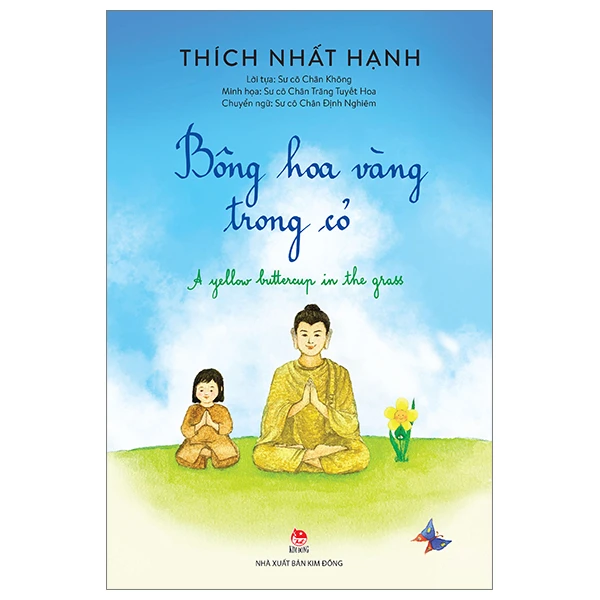 THÍCH NHẤT HẠNH
Lời tựa: Sư cô Chân Không
Minh họa: Sư cô Chân Trăng Tuyết Hoa
Chuyển ngữ: Sư cô Chân Định Nghiêm
Bông hoa vàng
trong cỏ
A yellow buttercup in the grass
KIM ĐỒNG
NHÀ XUẤT BẢN KIM ĐỒNG